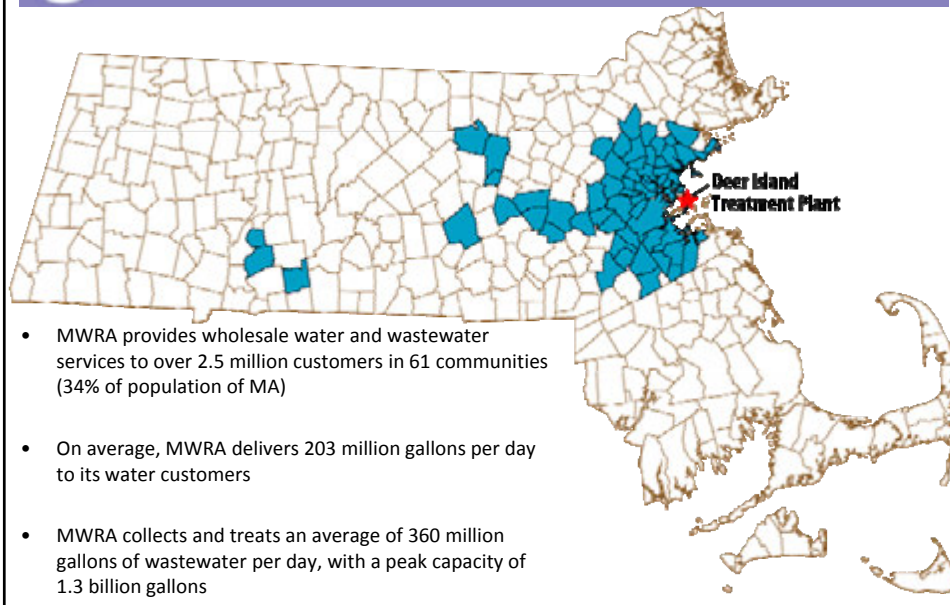 Deer Island
Treatment Plant
• MWRA provides wholesale water and wastewater
services to over 2.5 million customers in 61 communities
(34% of population of MA)
• On average, MWRA delivers 203 million gallons per day
to its water customers
• MWRA collects and treats an average of 360 million
gallons of wastewater per day, with a peak capacity of
1.3 billion gallons